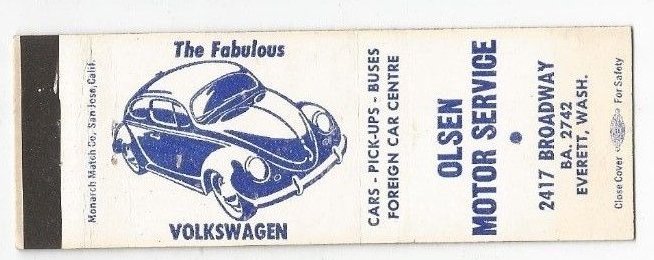 Monarch Match Co., San Jose, Calif.
The Fabulous
VOLKSWAGEN
CARS - PICK-UPS - BUSES
FOREIGN CAR CENTRE
OLSEN
MOTOR SERVICE
2417 BROADWAY
BA. 2742
EVERETT, WASH.
Close Cover For Safety